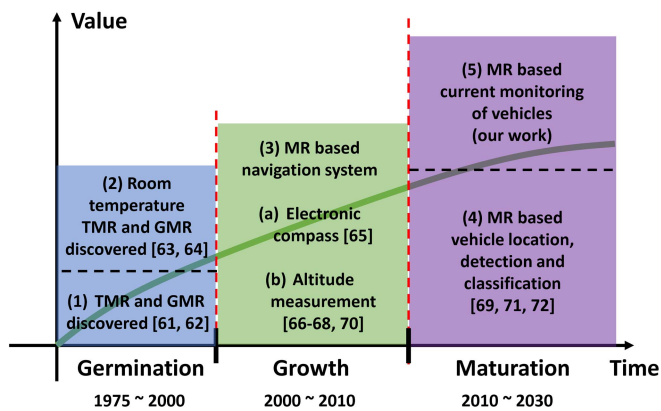 Value
(2) Room
temperature
TMR and GMR
discovered [63, 64]
(1) TMR and GMR
discovered [61, 62]
(3) MR based
navigation system
(a) Electronic
compass [65]
(b) Altitude
measurement
[66-68, 70]
(5) MR based
current monitoring
of vehicles
(our work)
(4) MR based
vehicle location,
detection and
classification
[69, 71, 72]
Germination Growth Maturation Time
1975 ~ 2000 2000 ~ 2010 2010 ~ 2030